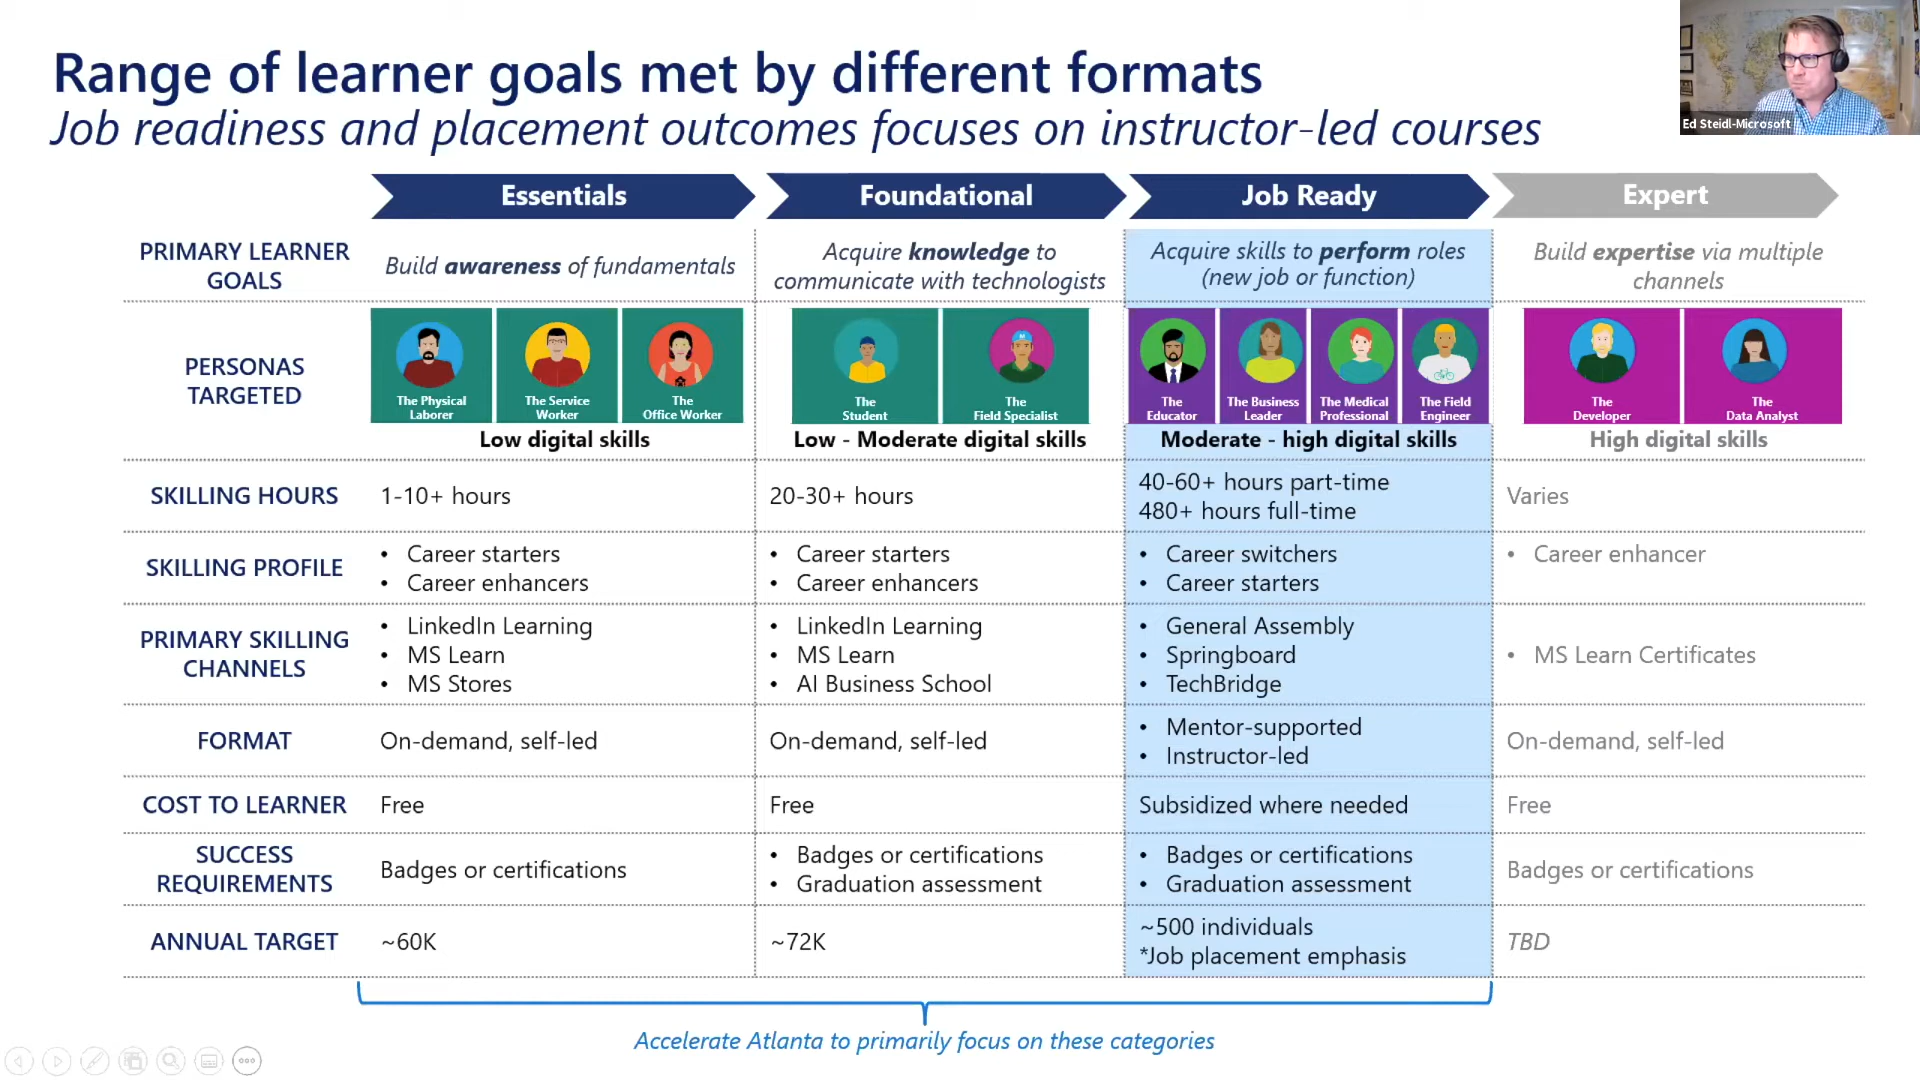 Range of learner goals met by different formats
Job readiness and placement outcomes focuses on instructor-led courses
Ed Steidl-Microsoft
Essentials
Foundational
Job Ready
Expert
PRIMARY LEARNER
GOALS
Build awareness of fundamentals
Acquire knowledge to
communicate with technologists
Acquire skills to perform roles
(new job or function)
Build expertise via multiple
channels
PERSONAS
TARGETED
The Physical
Laborer
The Service
Worker
The
Office Worker
Low digital skills
The
Student
The
Field Specialist
Low - Moderate digital skills
The
Educator
The Business
Leader
The Medical
Professional
The Field
Engineer
Moderate - high digital skills
The
Developer
The
Data Analyst
High digital skills
SKILLING HOURS
1-10+ hours
20-30+ hours
40-60+ hours part-time
480+ hours full-time
Varies
SKILLING PROFILE
• Career starters
• Career enhancers
• Career starters
• Career enhancers
• Career switchers
• Career starters
• Career enhancer
PRIMARY SKILLING
CHANNELS
• LinkedIn Learning
• MS Learn
• MS Stores
• LinkedIn Learning
• MS Learn
• AI Business School
• General Assembly
• Springboard
• TechBridge
• MS Learn Certificates
FORMAT
On-demand, self-led
On-demand, self-led
• Mentor-supported
• Instructor-led
On-demand, self-led
COST TO LEARNER
Free
Free
Subsidized where needed
Free
SUCCESS
REQUIREMENTS
Badges or certifications
• Badges or certifications
• Graduation assessment
• Badges or certifications
• Graduation assessment
Badges or certifications
ANNUAL TARGET
~60K
~72K
~500 individuals
*Job placement emphasis
TBD
Accelerate Atlanta to primarily focus on these categories